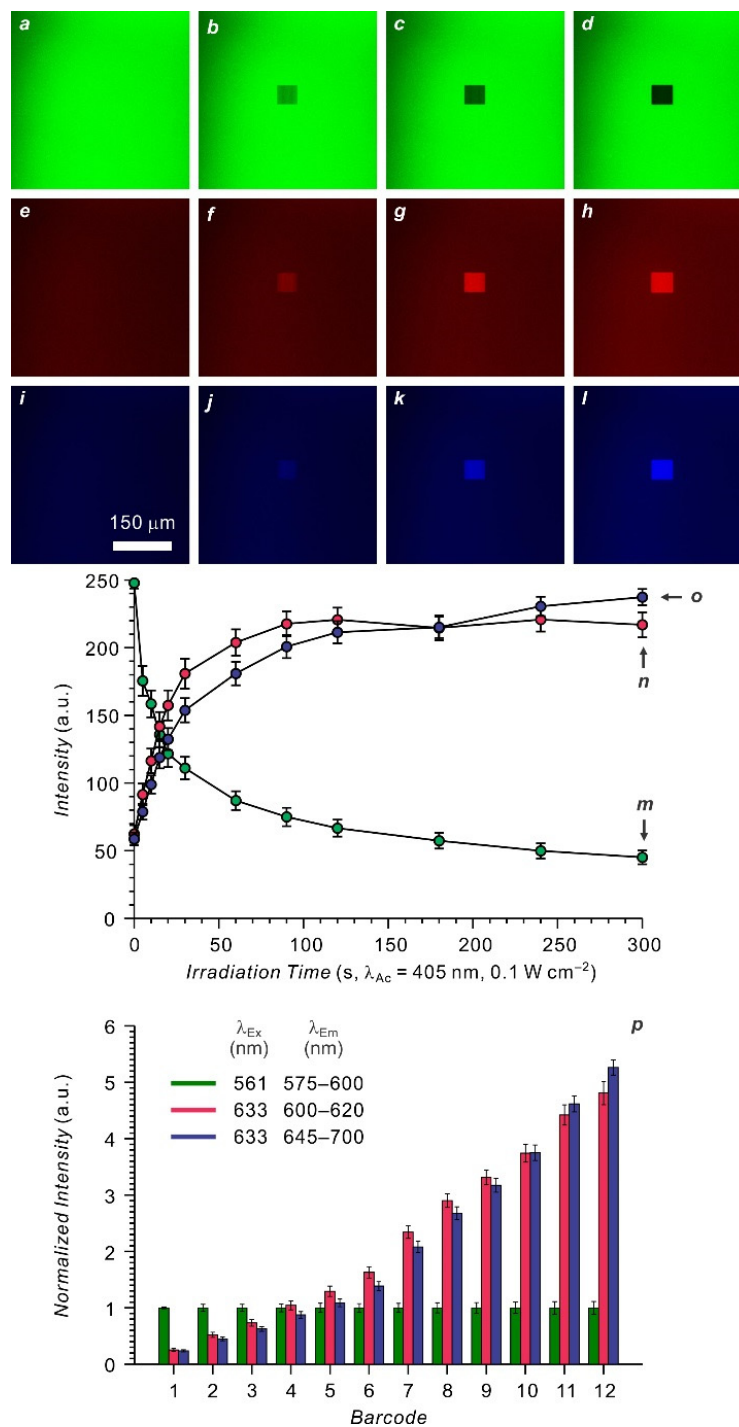 a b c d
e f g h
i j k l
150 μm
250
200
150
100
50
0
Intensity (a.u.)
o
n
m
0 50 100 150 200 250 300
Irradiation Time (s, λAc = 405 nm, 0.1 W cm⁻²)
p
6
5
4
3
2
1
0
Normalized Intensity (a.u.)
λEx λEm
(nm) (nm)
561 575–600
633 600–620
633 645–700
1 2 3 4 5 6 7 8 9 10 11 12
Barcode